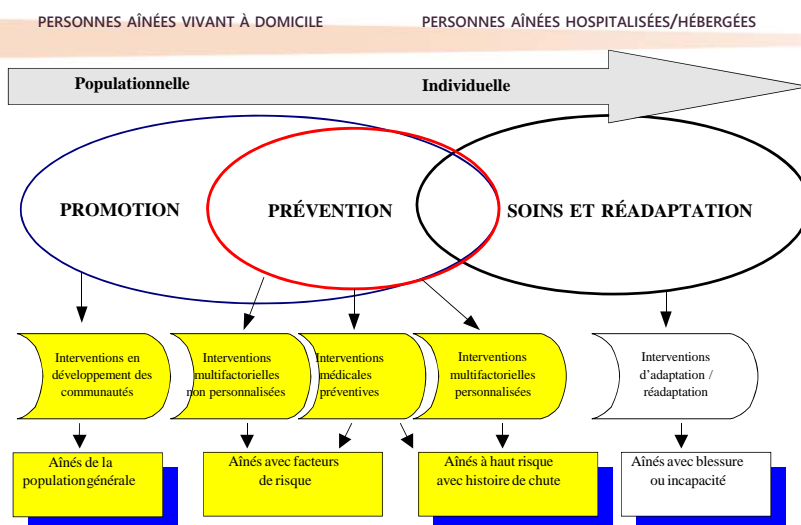 PERSONNES AÎNÉES VIVANT À DOMICILE
PERSONNES AÎNÉES HOSPITALISÉES/HÉBERGÉES
Populationnelle
Individuelle
PROMOTION
PRÉVENTION
SOINS ET RÉADAPTATION
Interventions en
développement des
communautés
Interventions
multifactorielles
non personnalisées
Interventions
médicales
préventives
Interventions
multifactorielles
personnalisées
Interventions
d'adaptation /
réadaptation
Aînés de la
population générale
Aînés avec facteurs
de risque
Aînés à haut risque
avec histoire de chute
Aînés avec blessure
ou incapacité